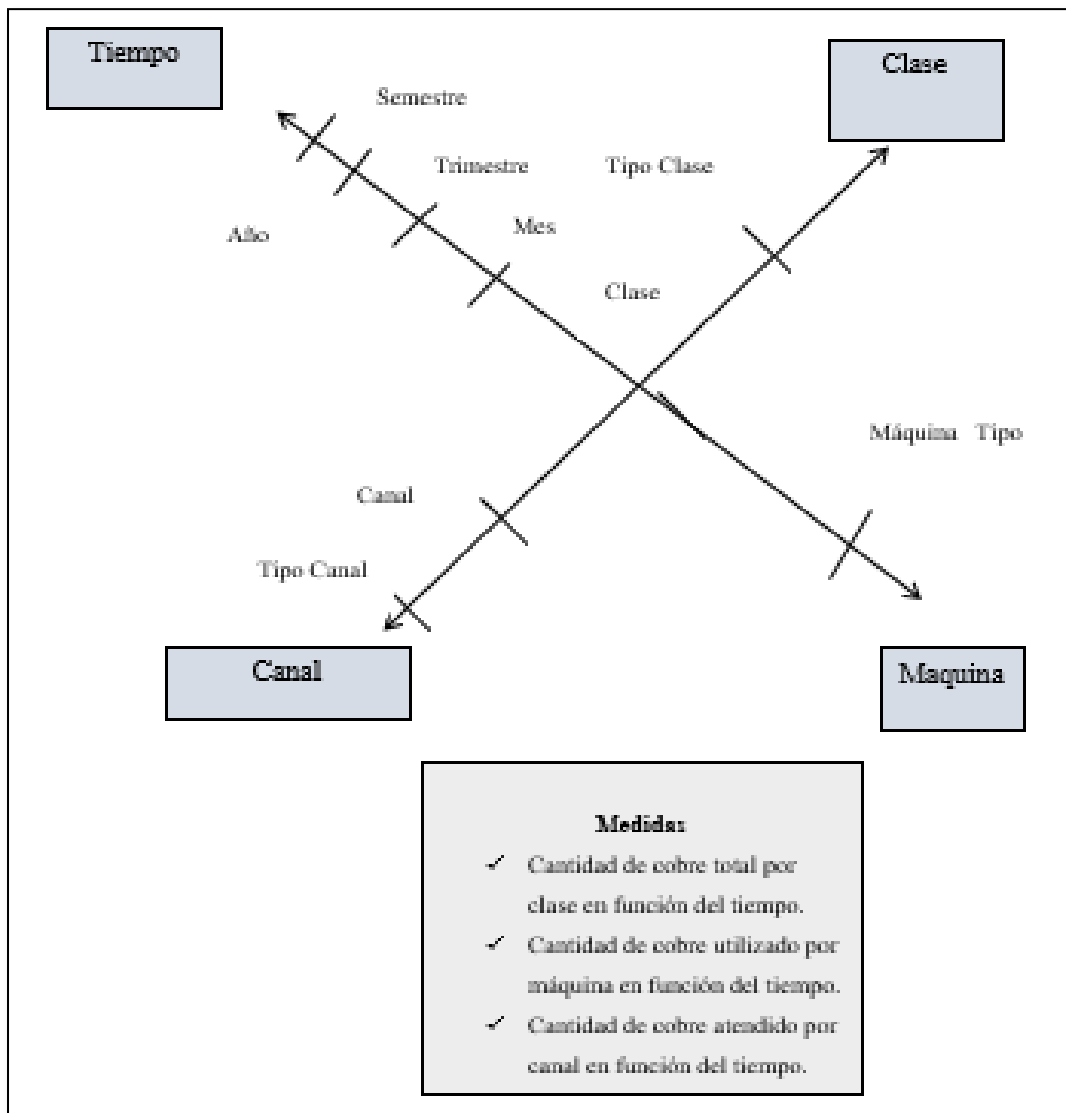 Tiempo
Clase
Semestre
Trimestre
Tipo Clase
Año
Mes
Clase
Máquina Tipo
Canal
Tipo Canal
Canal
Maquina
Medidas
✓ Cantidad de cobre total por
clase en función del tiempo.
✓ Cantidad de cobre utilizado por
máquina en función del tiempo.
✓ Cantidad de cobre atendido por
canal en función del tiempo.